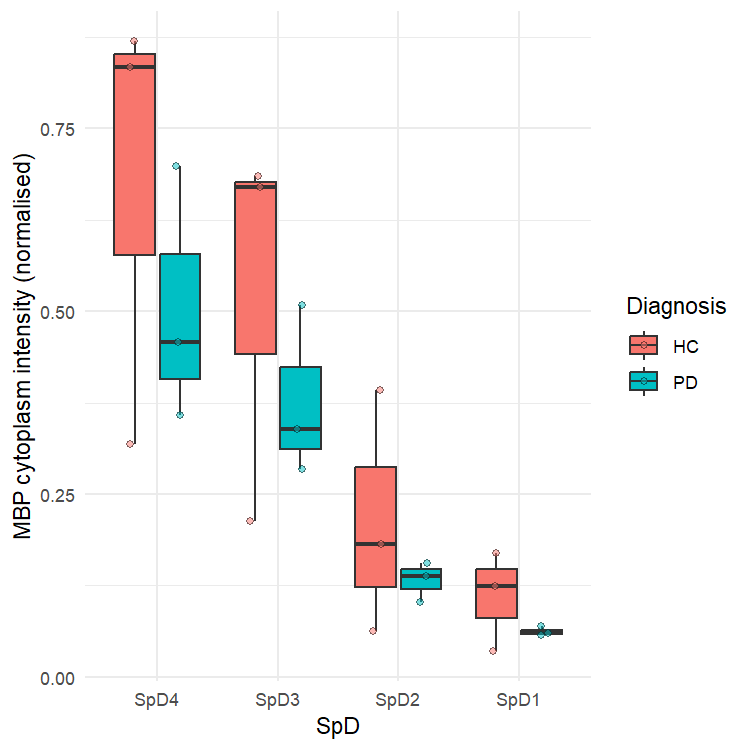 MBP cytoplasm intensity (normalised)
0.75
0.50
0.25
0.00
SpD4 SpD3 SpD2 SpD1
SpD
Diagnosis
HC
PD